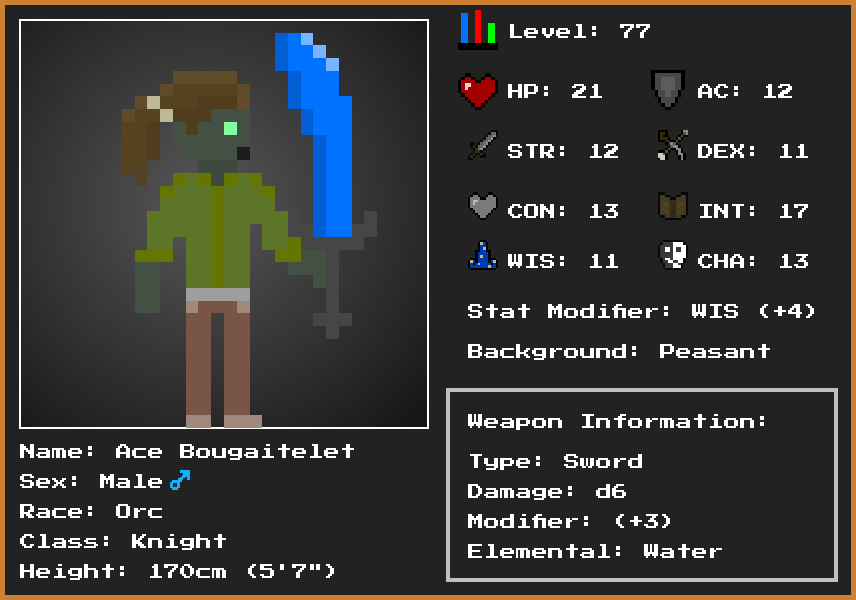 Level: 77
HP: 21
AC: 12
STR: 12
DEX: 11
CON: 13
INT: 17
WIS: 11
CHA: 13
Stat Modifier: WIS (+4)
Background: Peasant
Name: Ace Bougaitelet
Sex: Male ♂
Race: Orc
Class: Knight
Height: 170cm (5'7")
Weapon Information:
Type: Sword
Damage: d6
Modifier: (+3)
Elemental: Water